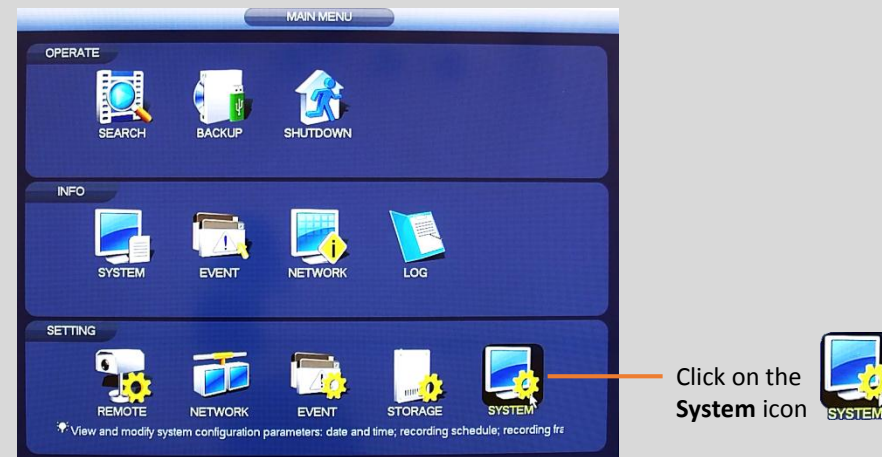 MAIN MENU
OPERATE
SEARCH BACKUP SHUTDOWN
INFO
SYSTEM EVENT NETWORK LOG
SETTING
REMOTE NETWORK EVENT STORAGE SYSTEM
View and modify system configuration parameters: date and time; recording schedule; recording fra
Click on the
System icon
SYSTEM